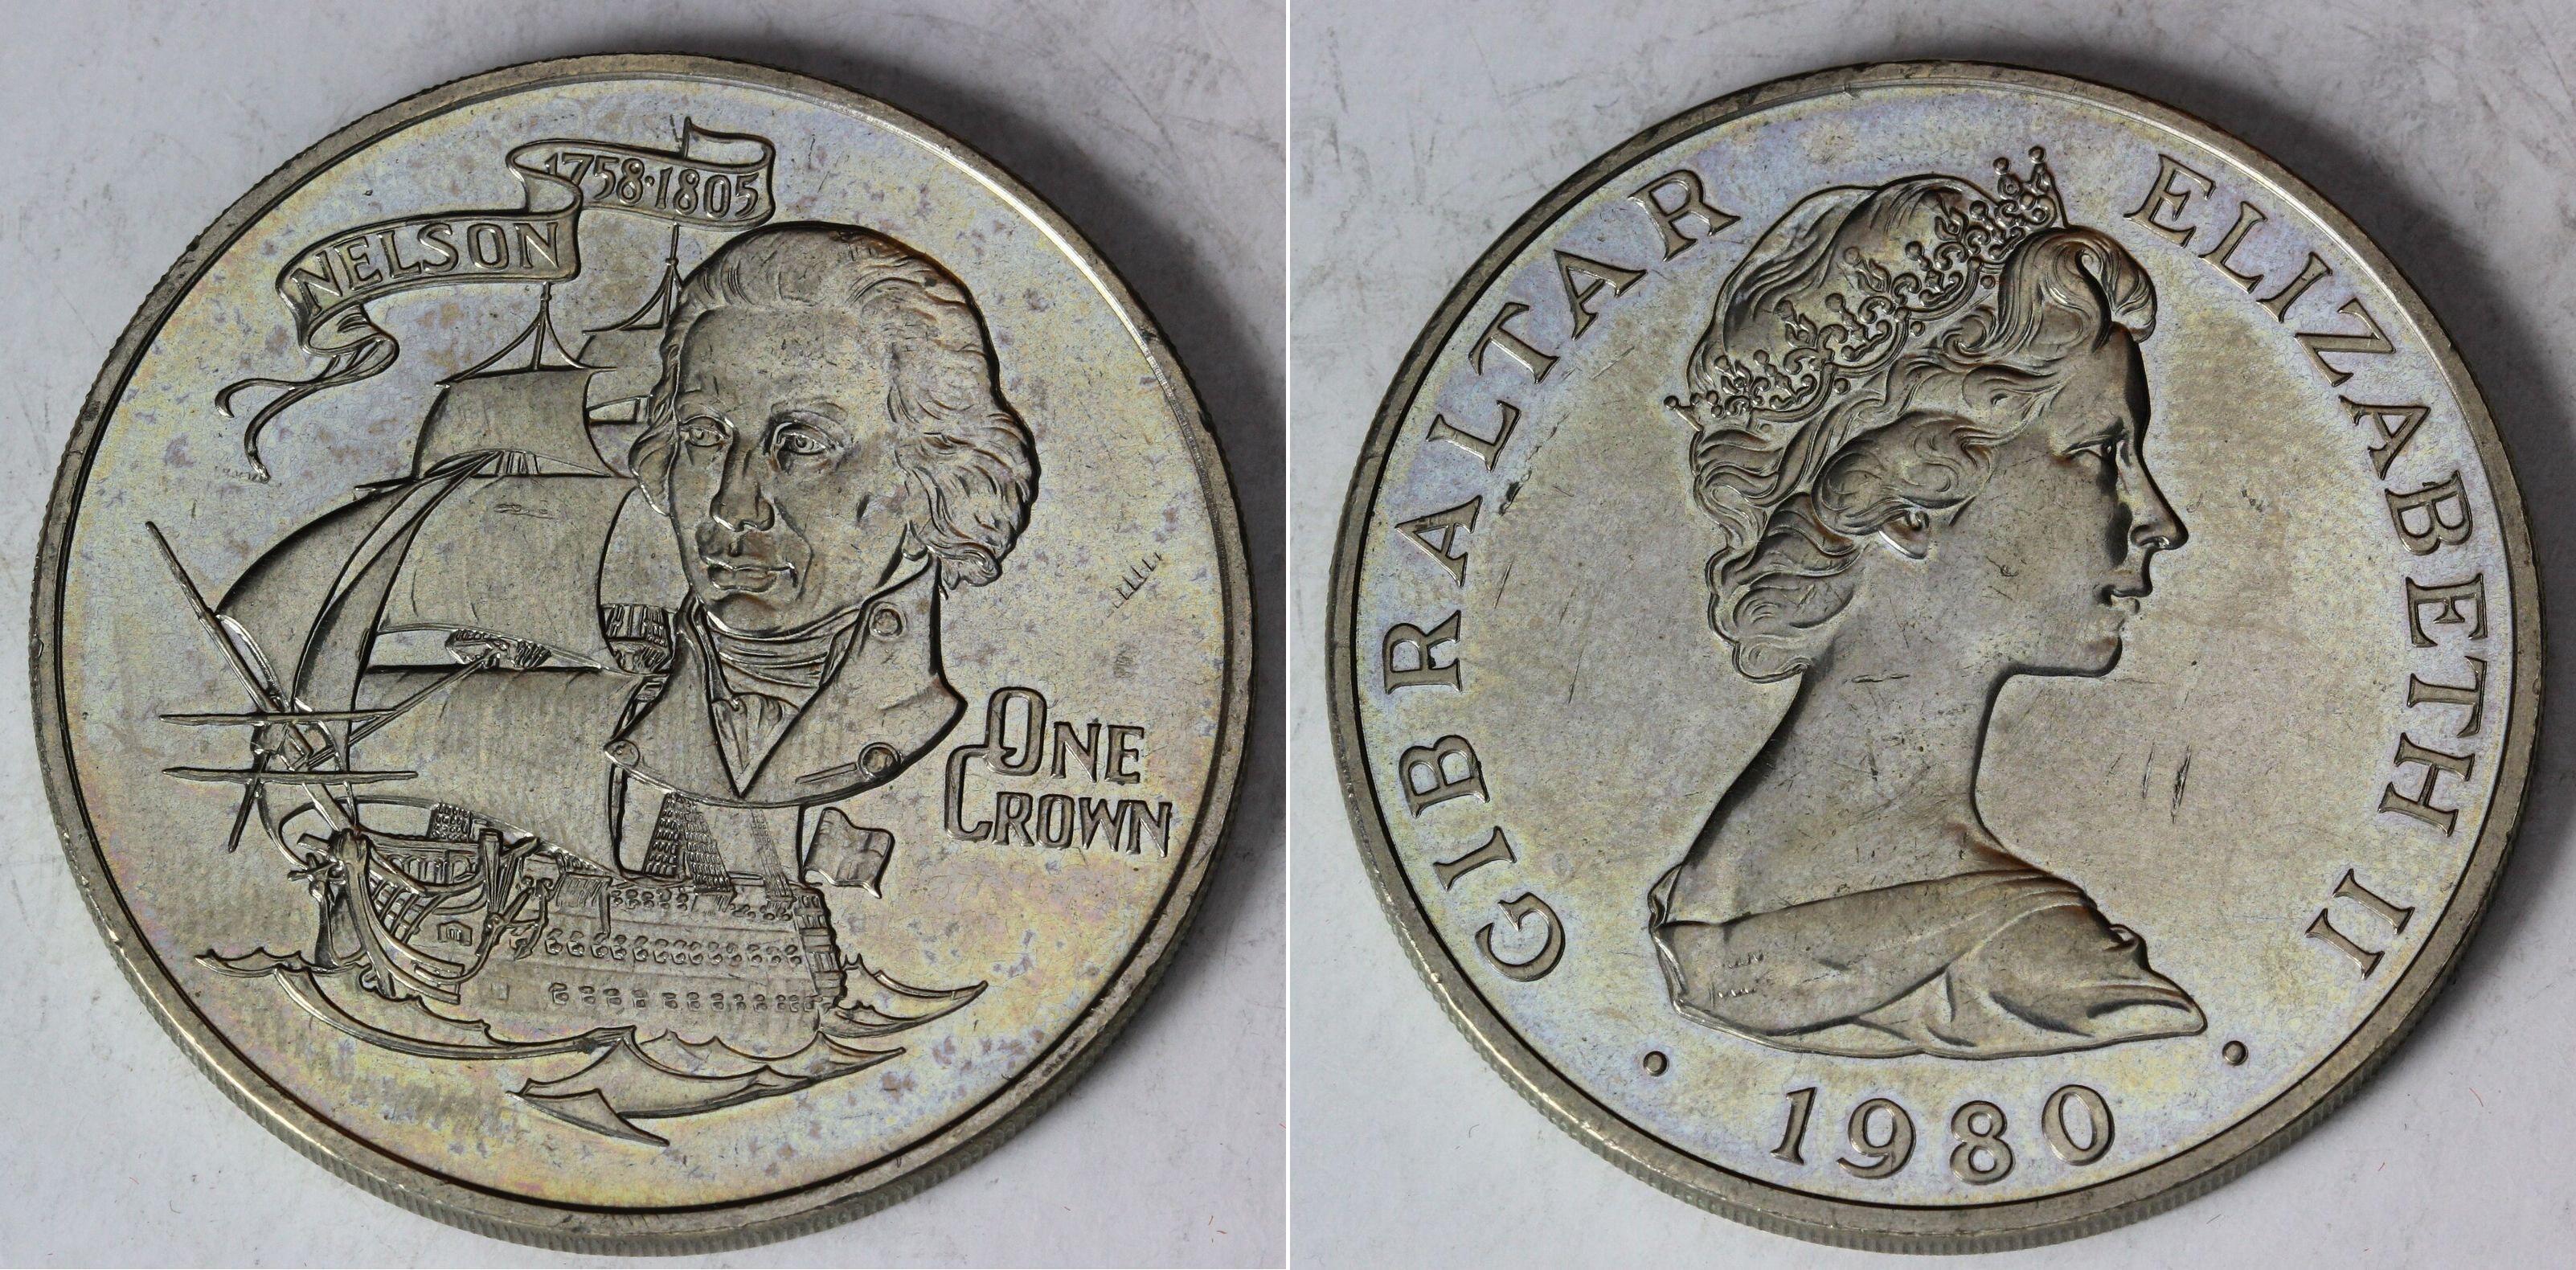 1758·1805
NELSON
ONE
CROWN
GIBRALTAR ELIZABETH II
• 1980 •